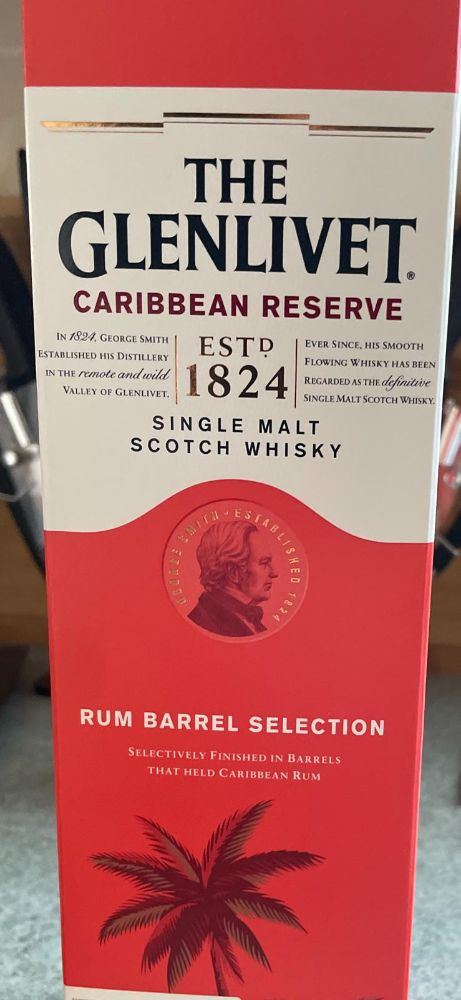 THE
GLENLIVET®
CARIBBEAN RESERVE
IN 1824, GEORGE SMITH
ESTABLISHED HIS DISTILLERY
IN THE remote and wild
VALLEY OF GLENLIVET.
ESTD
1824
EVER SINCE, HIS SMOOTH
FLOWING WHISKY HAS BEEN
REGARDED AS THE definitive
SINGLE MALT SCOTCH WHISKY.
SINGLE MALT
SCOTCH WHISKY
GEORGE SMITH · ESTABLISHED 1824
RUM BARREL SELECTION
SELECTIVELY FINISHED IN BARRELS
THAT HELD CARIBBEAN RUM